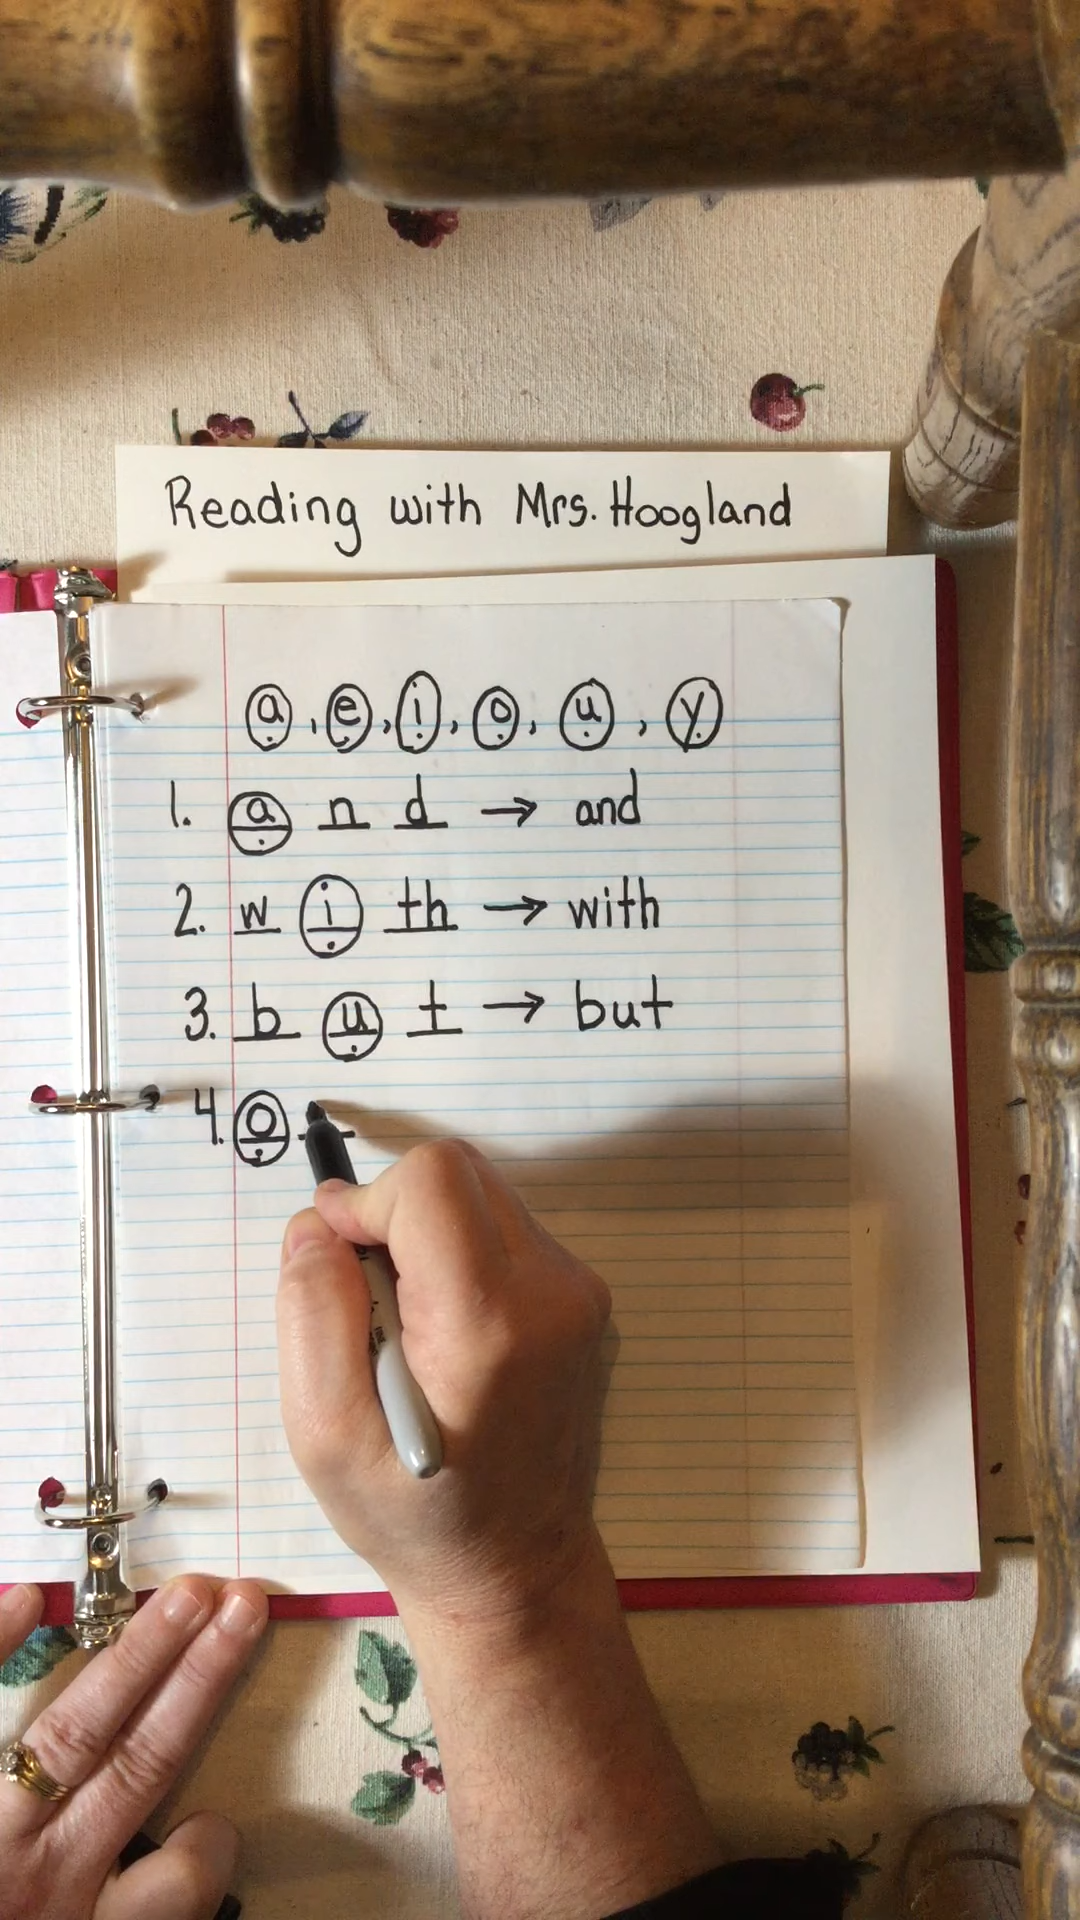 Reading with Mrs. Hoogland
a, e, i, o, u, y
1. a n d → and
2. w i th → with
3. b u t → but
4. o